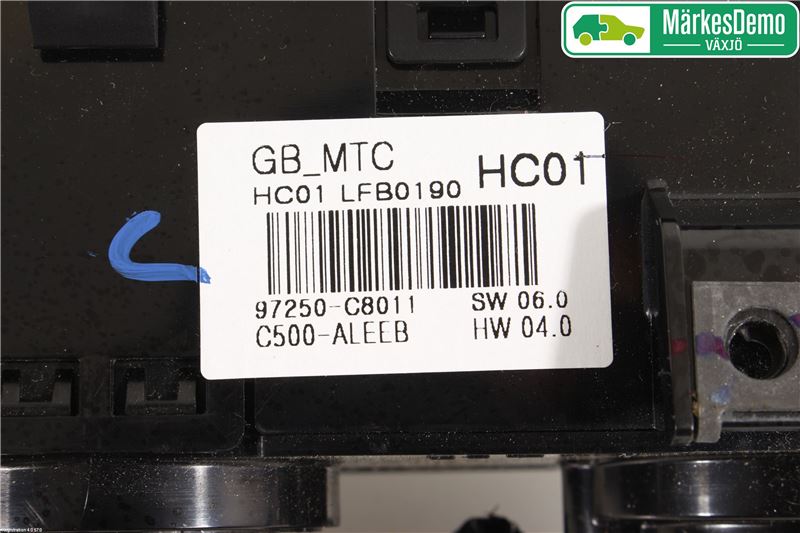 MärkesDemo
VÄXJÖ
GB_MTC
HC01
HC01 LFB0190
97250-C8011 SW 06.0
C500-ALEEB HW 04.0